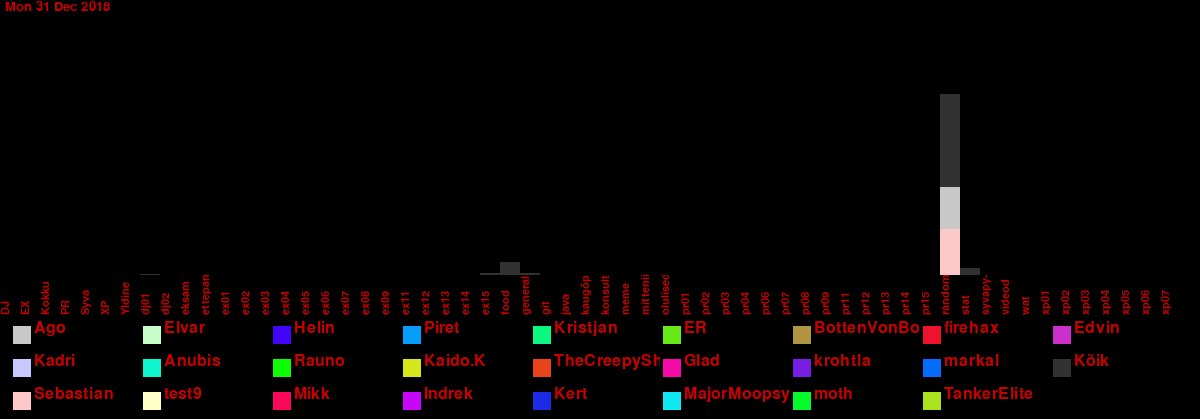 Mon 31 Dec 2018
DJ EX Kokku PR Syva XP Yldine dj01 dj02 eksam ettepan ex01 ex02 ex03 ex04 ex05 ex06 ex07 ex08 ex09 ex11 ex12 ex13 ex14 ex15 food general git java kaugõp konsult meme mittenii olulised pr01 pr02 pr03 pr04 pr06 pr07 pr08 pr09 pr11 pr12 pr13 pr14 pr15 random stat syvapy- videod wat xp01 xp02 xp03 xp04 xp05 xp06 xp07
Ago Elvar Helin Piret Kristjan ER BottenVonBo firehax Edvin
Kadri Anubis Rauno Kaido.K TheCreepySh Glad krohtla markal Kõik
Sebastian test9 Mikk Indrek Kert MajorMoopsy moth TankerElite